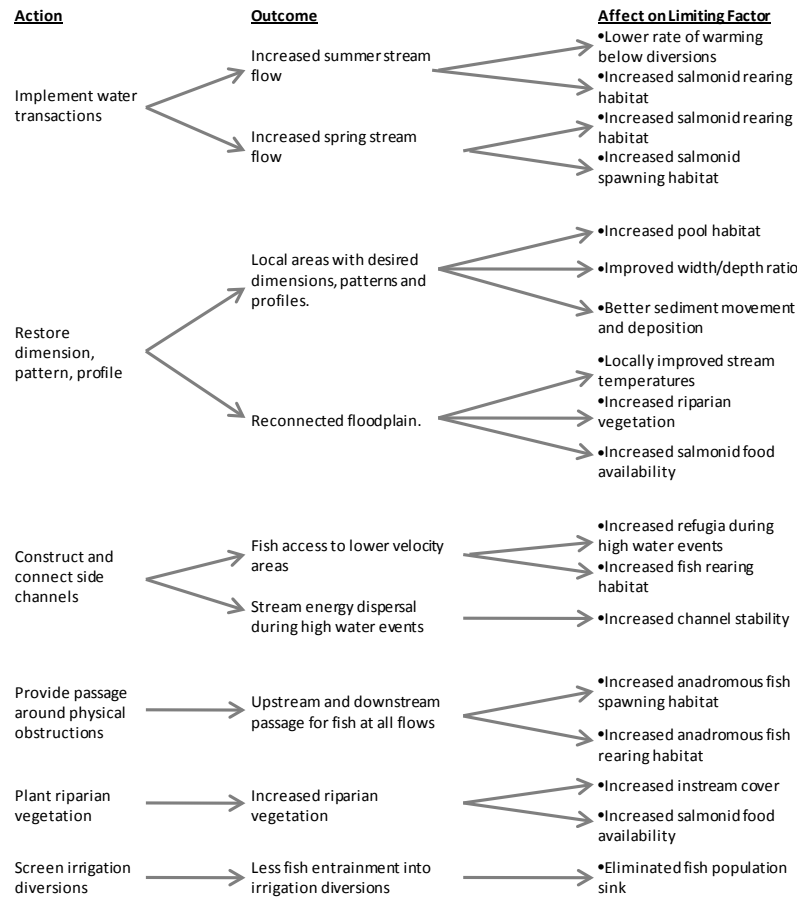 Action
Outcome
Affect on Limiting Factor
Implement water
transactions
Increased summer stream
flow
•Lower rate of warming
below diversions
•Increased salmonid rearing
habitat
Increased spring stream
flow
•Increased salmonid rearing
habitat
•Increased salmonid
spawning habitat
Restore
dimension,
pattern, profile
Local areas with desired
dimensions, patterns and
profiles.
•Increased pool habitat
•Improved width/depth ratio
•Better sediment movement
and deposition
Reconnected floodplain.
•Locally improved stream
temperatures
•Increased riparian
vegetation
•Increased salmonid food
availability
Construct and
connect side
channels
Fish access to lower velocity
areas
•Increased refugia during
high water events
•Increased fish rearing
habitat
Stream energy dispersal
during high water events
•Increased channel stability
Provide passage
around physical
obstructions
Upstream and downstream
passage for fish at all flows
•Increased anadromous fish
spawning habitat
•Increased anadromous fish
rearing habitat
Plant riparian
vegetation
Increased riparian
vegetation
•Increased instream cover
•Increased salmonid food
availability
Screen irrigation
diversions
Less fish entrainment into
irrigation diversions
•Eliminated fish population
sink